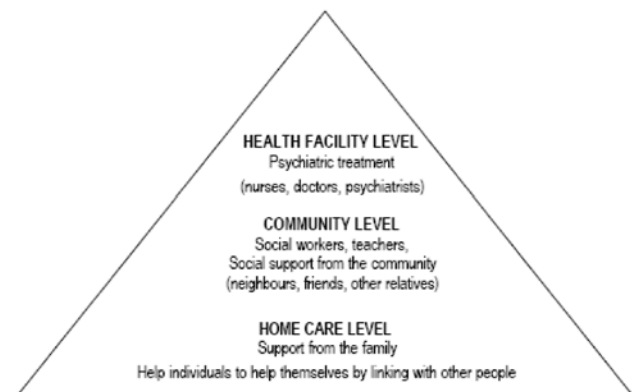 HEALTH FACILITY LEVEL
Psychiatric treatment
(nurses, doctors, psychiatrists)
COMMUNITY LEVEL
Social workers, teachers,
Social support from the community
(neighbours, friends, other relatives)
HOME CARE LEVEL
Support from the family
Help individuals to help themselves by linking with other people